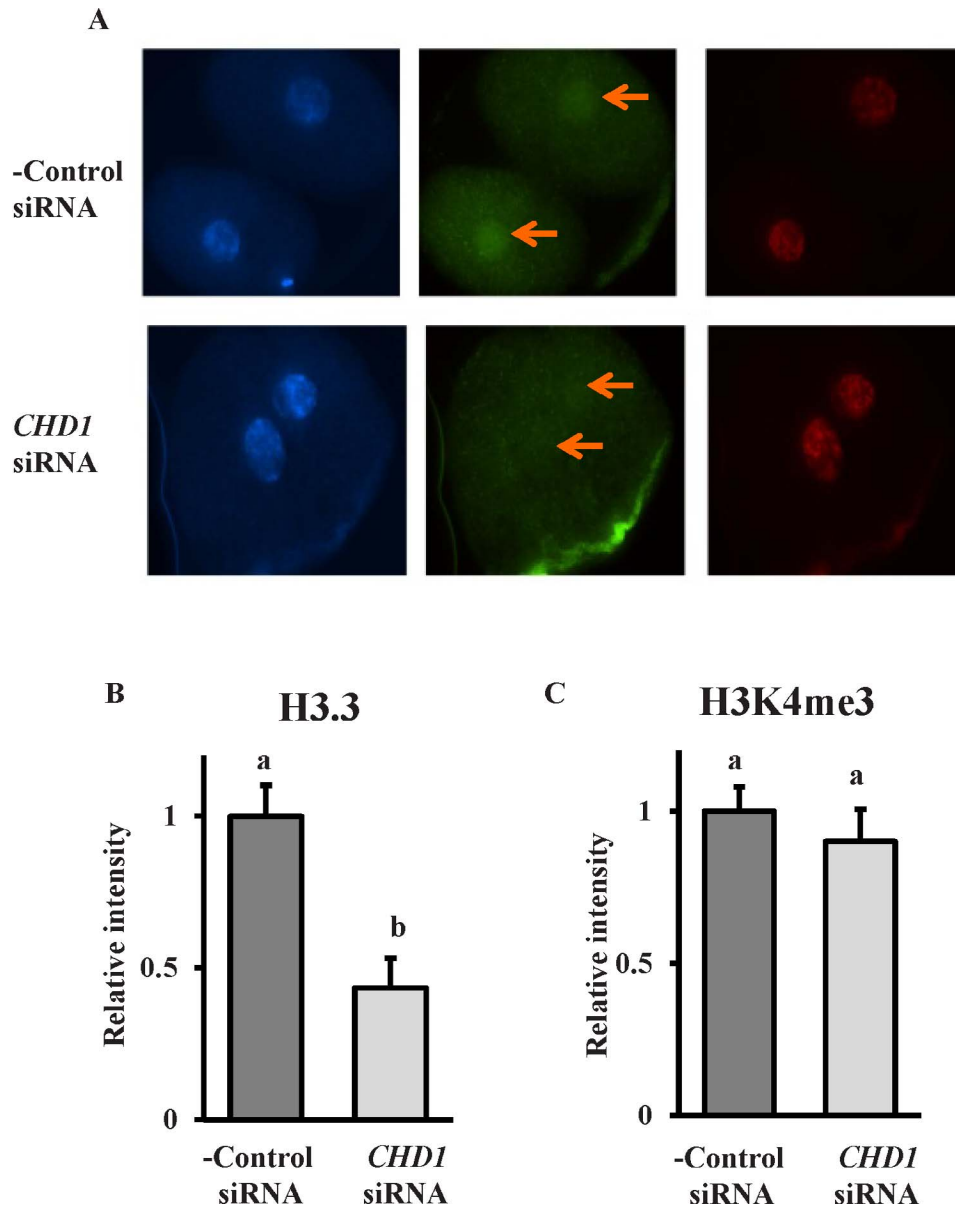 A
-Control
siRNA
CHD1
siRNA
B
H3.3
a
b
1
0.5
0
Relative intensity
-Control
siRNA
CHD1
siRNA
C
H3K4me3
a
a
1
0.5
0
Relative intensity
-Control
siRNA
CHD1
siRNA